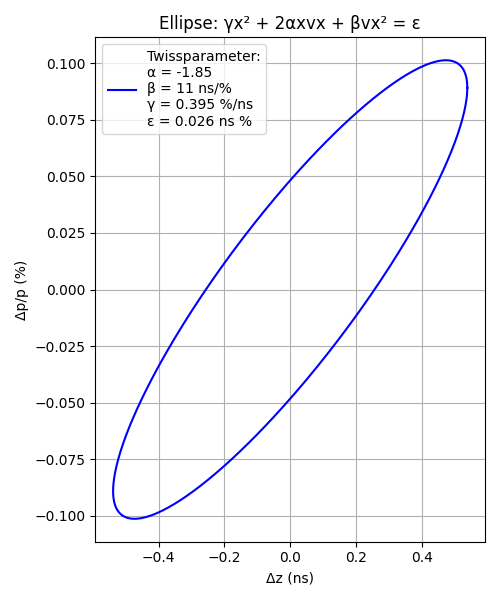 Ellipse: γx² + 2αxvx + βvx² = ε
Twissparameter:
α = -1.85
β = 11 ns/%
γ = 0.395 %/ns
ε = 0.026 ns %
0.100
0.075
0.050
0.025
0.000
−0.025
−0.050
−0.075
−0.100
Δp/p (%)
−0.4
−0.2
0.0
0.2
0.4
Δz (ns)